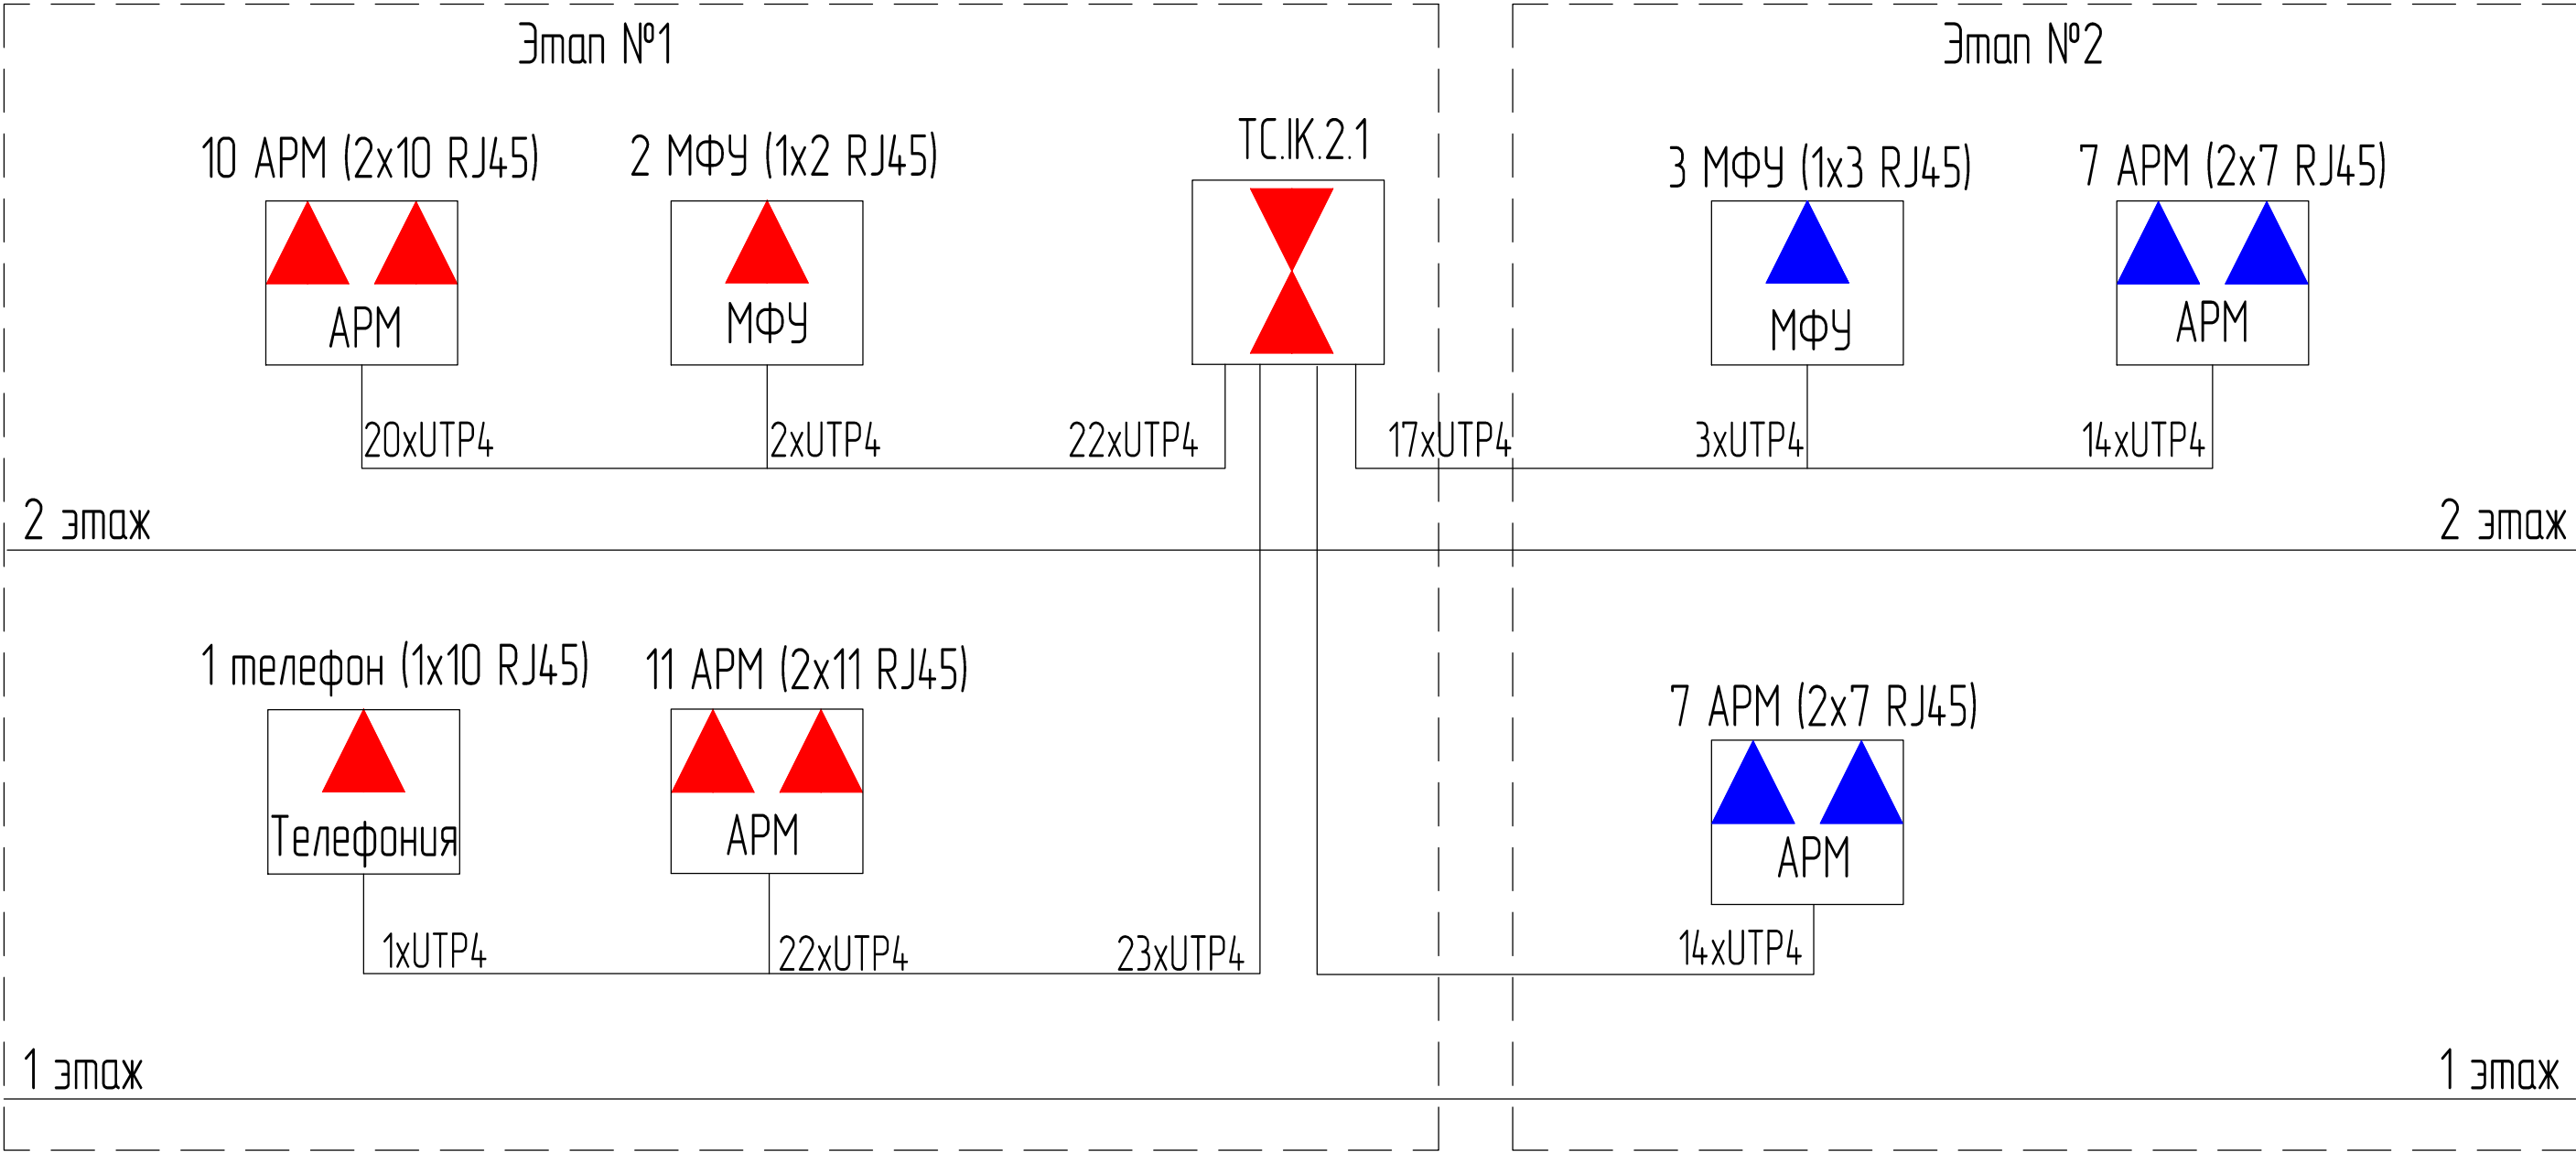 Этап №1
Этап №2
10 АРМ (2x10 RJ45)
2 МФУ (1x2 RJ45)
TC.IK.2.1
3 МФУ (1x3 RJ45)
7 АРМ (2x7 RJ45)
АРМ
МФУ
МФУ
АРМ
20xUTP4
2xUTP4
22xUTP4
17xUTP4
3xUTP4
14xUTP4
2 этаж
2 этаж
1 телефон (1x10 RJ45)
11 АРМ (2x11 RJ45)
7 АРМ (2x7 RJ45)
Телефония
АРМ
АРМ
1xUTP4
22xUTP4
23xUTP4
14xUTP4
1 этаж
1 этаж